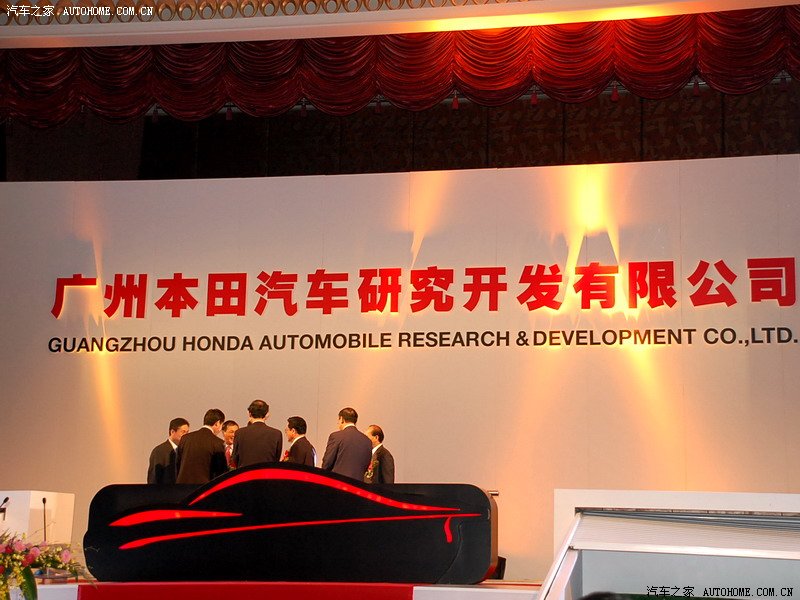 汽车之家 AUTOHOME.COM.CN
广州本田汽车研究开发有限公司
GUANGZHOU HONDA AUTOMOBILE RESEARCH & DEVELOPMENT CO.,LTD.
汽车之家 AUTOHOME.COM.CN